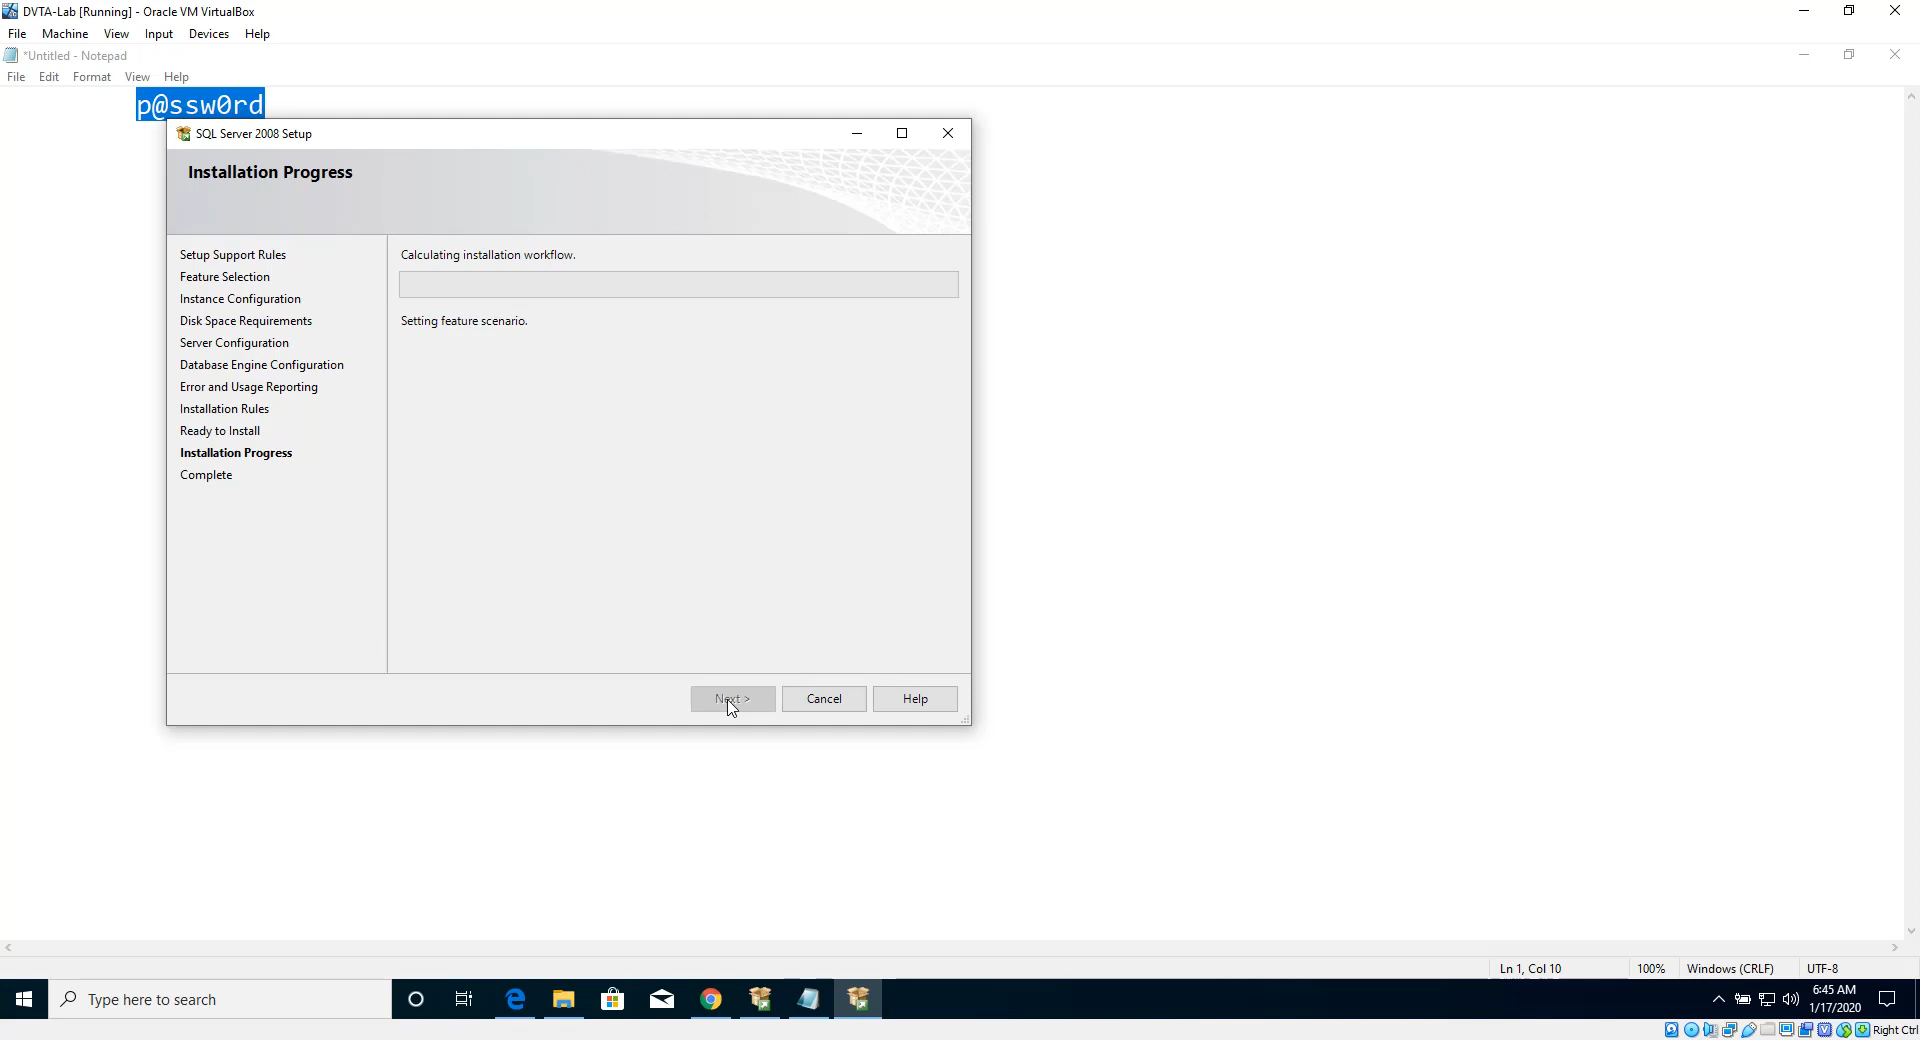 DVTA-Lab [Running] - Oracle VM VirtualBox
File Machine View Input Devices Help
*Untitled - Notepad
File Edit Format View Help
p@ssw0rd
SQL Server 2008 Setup
Installation Progress
Setup Support Rules
Feature Selection
Instance Configuration
Disk Space Requirements
Server Configuration
Database Engine Configuration
Error and Usage Reporting
Installation Rules
Ready to Install
Installation Progress
Complete
Calculating installation workflow.
Setting feature scenario.
Next > Cancel Help
Ln 1, Col 10 100% Windows (CRLF) UTF-8
Type here to search
6:45 AM
1/17/2020
Right Ctrl